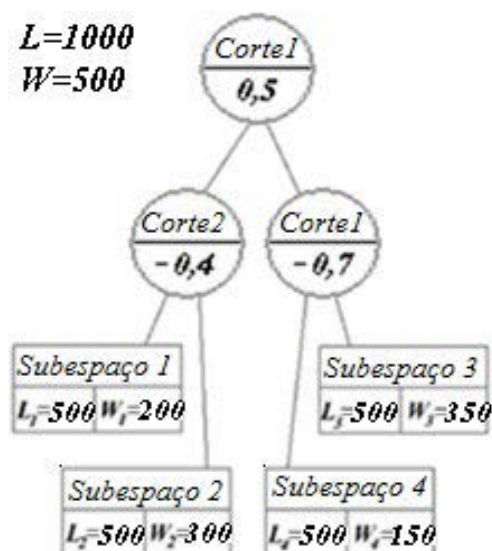 L=1000
W=500
Corte1
0,5
Corte2
-0,4
Corte1
-0,7
Subespaço 1
L₁=500 W₁=200
Subespaço 3
L₃=500 W₃=350
Subespaço 2
L₂=500 W₂=300
Subespaço 4
L₄=500 W₄=150